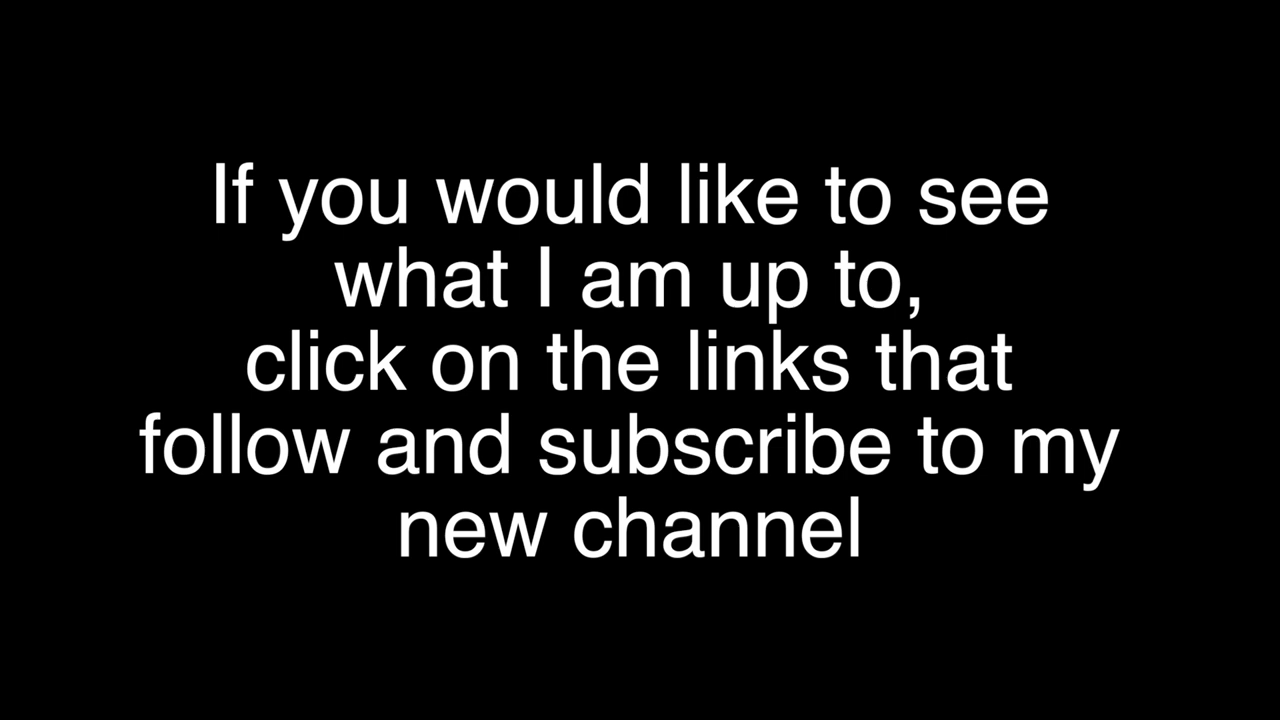 If you would like to see
what I am up to,
click on the links that
follow and subscribe to my
new channel